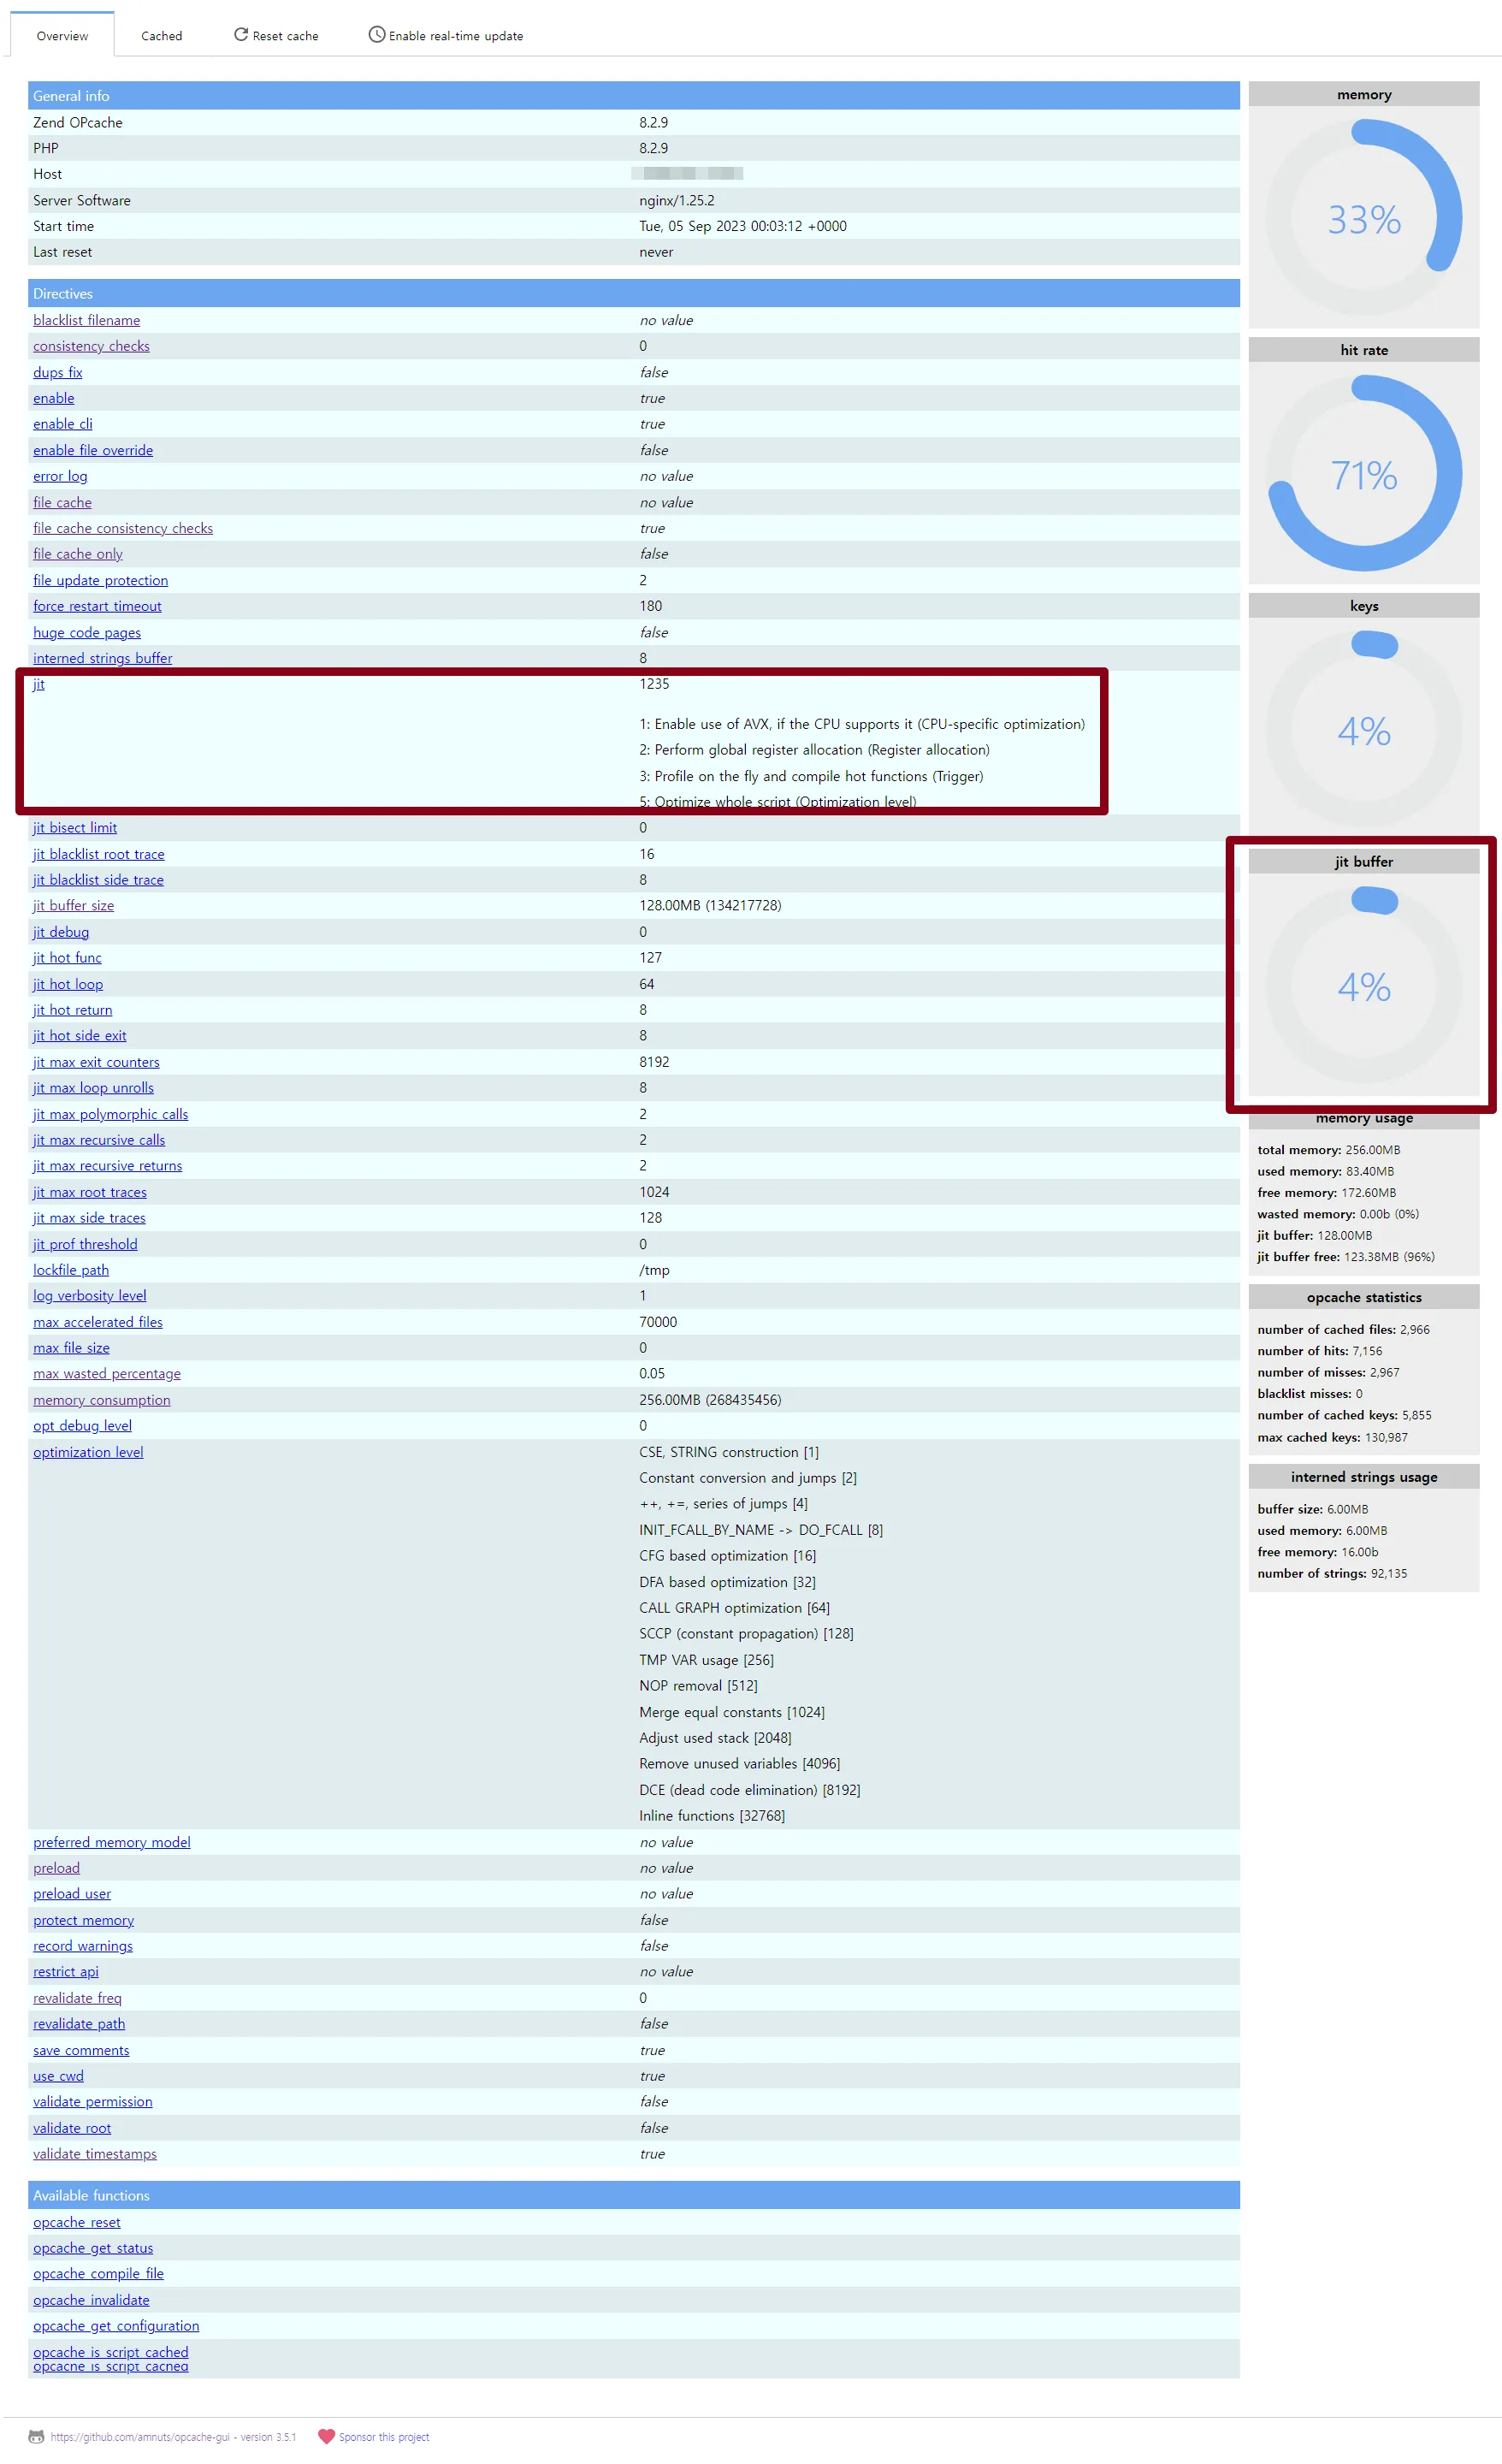 Overview
Cached
Reset cache
Enable real-time update
General info
Zend OPcache 8.2.9
PHP 8.2.9
Host
Server Software nginx/1.25.2
Start time Tue, 05 Sep 2023 00:03:12 +0000
Last reset never
Directives
blacklist filename no value
consistency checks 0
dups fix false
enable true
enable cli true
enable file override false
error log no value
file cache no value
file cache consistency checks true
file cache only false
file update protection 2
force restart timeout 180
huge code pages false
interned strings buffer 8
jit 1235
1: Enable use of AVX, if the CPU supports it (CPU-specific optimization)
2: Perform global register allocation (Register allocation)
3: Profile on the fly and compile hot functions (Trigger)
5: Optimize whole script (Optimization level)
jit bisect limit 0
jit blacklist root trace 16
jit blacklist side trace 8
jit buffer size 128.00MB (134217728)
jit debug 0
jit hot func 127
jit hot loop 64
jit hot return 8
jit hot side exit 8
jit max exit counters 8192
jit max loop unrolls 8
jit max polymorphic calls 2
jit max recursive calls 2
jit max recursive returns 2
jit max root traces 1024
jit max side traces 128
jit prof threshold 0
lockfile path /tmp
log verbosity level 1
max accelerated files 70000
max file size 0
max wasted percentage 0.05
memory consumption 256.00MB (268435456)
opt debug level 0
optimization level CSE, STRING construction [1]
Constant conversion and jumps [2]
++, +=, series of jumps [4]
INIT_FCALL_BY_NAME -> DO_FCALL [8]
CFG based optimization [16]
DFA based optimization [32]
CALL GRAPH optimization [64]
SCCP (constant propagation) [128]
TMP VAR usage [256]
NOP removal [512]
Merge equal constants [1024]
Adjust used stack [2048]
Remove unused variables [4096]
DCE (dead code elimination) [8192]
Inline functions [32768]
preferred memory model no value
preload no value
preload user no value
protect memory false
record warnings false
restrict api no value
revalidate freq 0
revalidate path false
save comments true
use cwd true
validate permission false
validate root false
validate timestamps true
Available functions
opcache reset
opcache get status
opcache compile file
opcache invalidate
opcache get configuration
opcache is script cached
opcache is script cached
memory
33%
hit rate
71%
keys
4%
jit buffer
4%
memory usage
total memory: 256.00MB
used memory: 83.40MB
free memory: 172.60MB
wasted memory: 0.00b (0%)
jit buffer: 128.00MB
jit buffer free: 123.38MB (96%)
opcache statistics
number of cached files: 2,966
number of hits: 7,156
number of misses: 2,967
blacklist misses: 0
number of cached keys: 5,855
max cached keys: 130,987
interned strings usage
buffer size: 6.00MB
used memory: 6.00MB
free memory: 16.00b
number of strings: 92,135
https://github.com/amnuts/opcache-gui - version 3.5.1
Sponsor this project